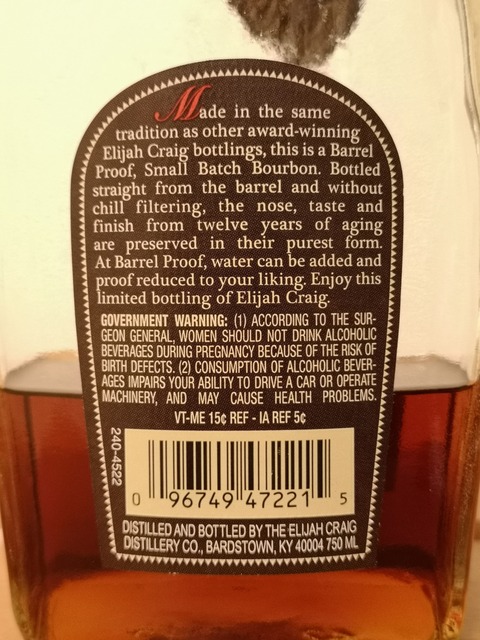 Made in the same
tradition as other award-winning
Elijah Craig bottlings, this is a Barrel
Proof, Small Batch Bourbon. Bottled
straight from the barrel and without
chill filtering, the nose, taste and
finish from twelve years of aging
are preserved in their purest form.
At Barrel Proof, water can be added and
proof reduced to your liking. Enjoy this
limited bottling of Elijah Craig.
GOVERNMENT WARNING: (1) ACCORDING TO THE SUR-
GEON GENERAL, WOMEN SHOULD NOT DRINK ALCOHOLIC
BEVERAGES DURING PREGNANCY BECAUSE OF THE RISK OF
BIRTH DEFECTS. (2) CONSUMPTION OF ALCOHOLIC BEVER-
AGES IMPAIRS YOUR ABILITY TO DRIVE A CAR OR OPERATE
MACHINERY, AND MAY CAUSE HEALTH PROBLEMS.
VT-ME 15¢ REF - IA REF 5¢
240-4522
0 96749 47221 5
DISTILLED AND BOTTLED BY THE ELIJAH CRAIG
DISTILLERY CO., BARDSTOWN, KY 40004 750 ML